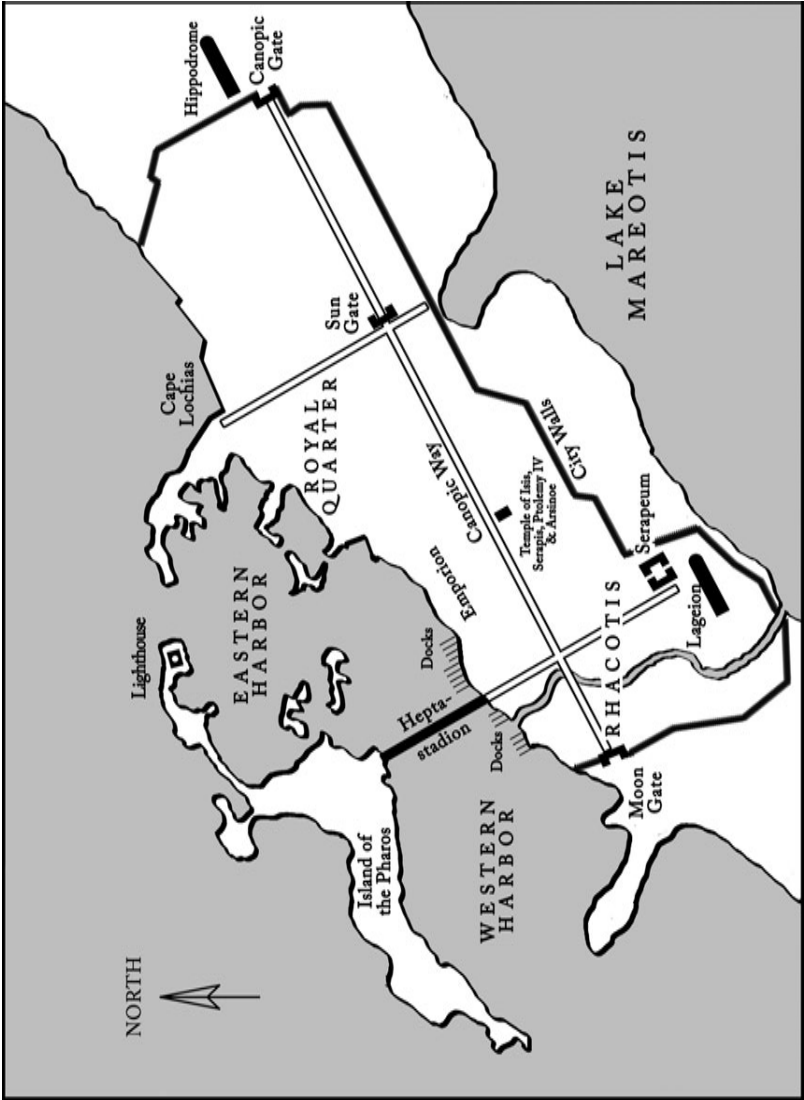 NORTH
Lighthouse
Cape
Lochias
Hippodrome
Canopic
Gate
EASTERN
HARBOR
ROYAL
QUARTER
Sun
Gate
Island of
the Pharos
Hepta-
stadion
Docks
Emporion
Canopic Way
WESTERN
HARBOR
Docks
Temple of Isis,
Serapis, Ptolemy IV
& Arsinoe
City Walls
RHACOTIS
LAKE
MAREOTIS
Moon
Gate
Serapeum
Lageion